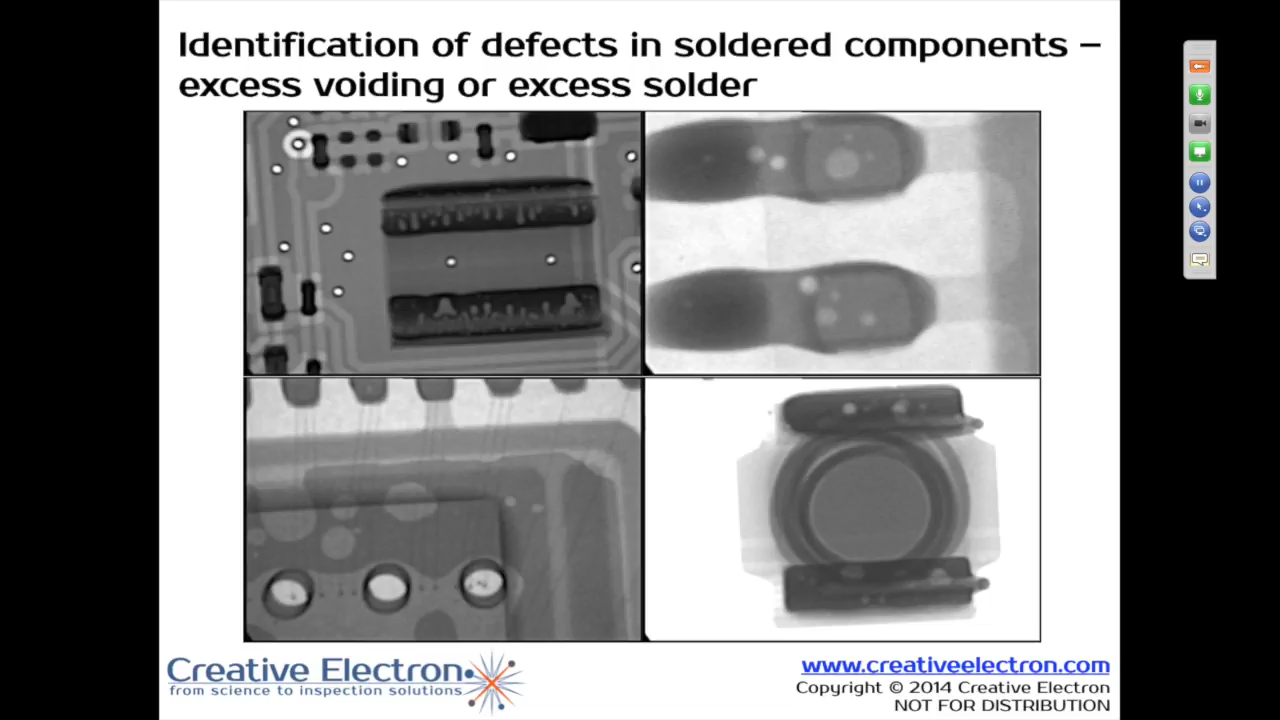 Identification of defects in soldered components –
excess voiding or excess solder
Creative Electron
from science to inspection solutions
www.creativeelectron.com
Copyright © 2014 Creative Electron
NOT FOR DISTRIBUTION